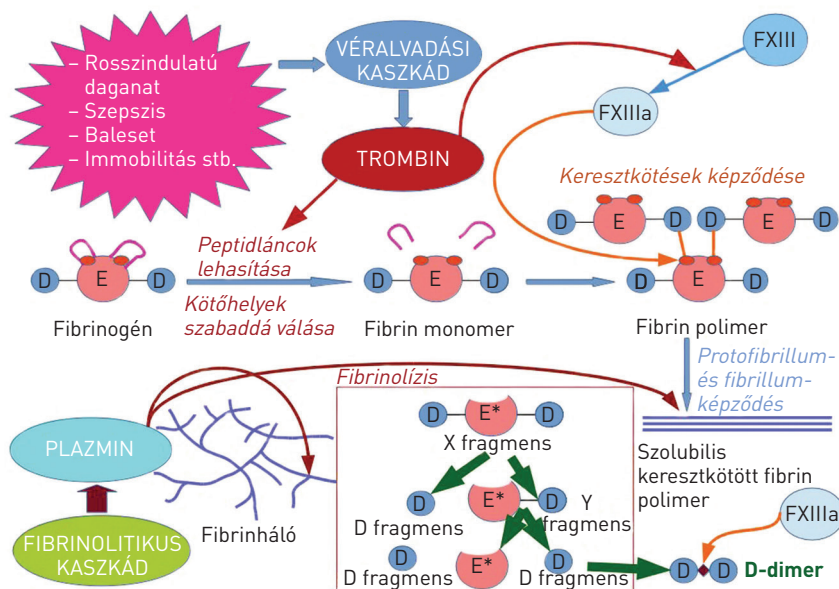 – Rosszindulatú
daganat
– Szepszis
– Baleset
– Immobilitás stb.
VÉRALVADÁSI
KASZKÁD
FXIII
FXIIIa
TROMBIN
Keresztkötések képződése
D
E
D
D
E
D
Peptidláncok
lehasítása
D
E
D
D
E
D
D
E
D
Kötőhelyek
szabaddá válása
Fibrinogén
Fibrin monomer
Fibrin polimer
Protofibrillum-
és fibrillum-
képződés
Fibrinolízis
D
E*
D
X fragmens
PLAZMIN
Szolubilis
keresztkötött fibrin
polimer
D
E*
D
Y
fragmens
D fragmens
Fibrinháló
FIBRINOLITIKUS
KASZKÁD
D
E*
D
D fragmens
D fragmens
FXIIIa
D
D
D-dimer